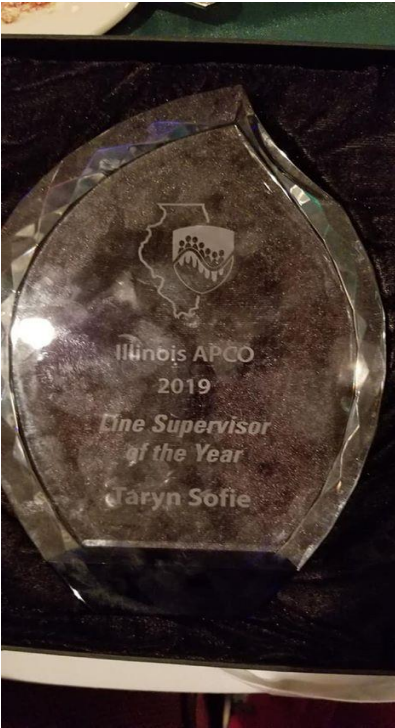 Illinois APCO
2019
Line Supervisor
of the Year
Taryn Sofie